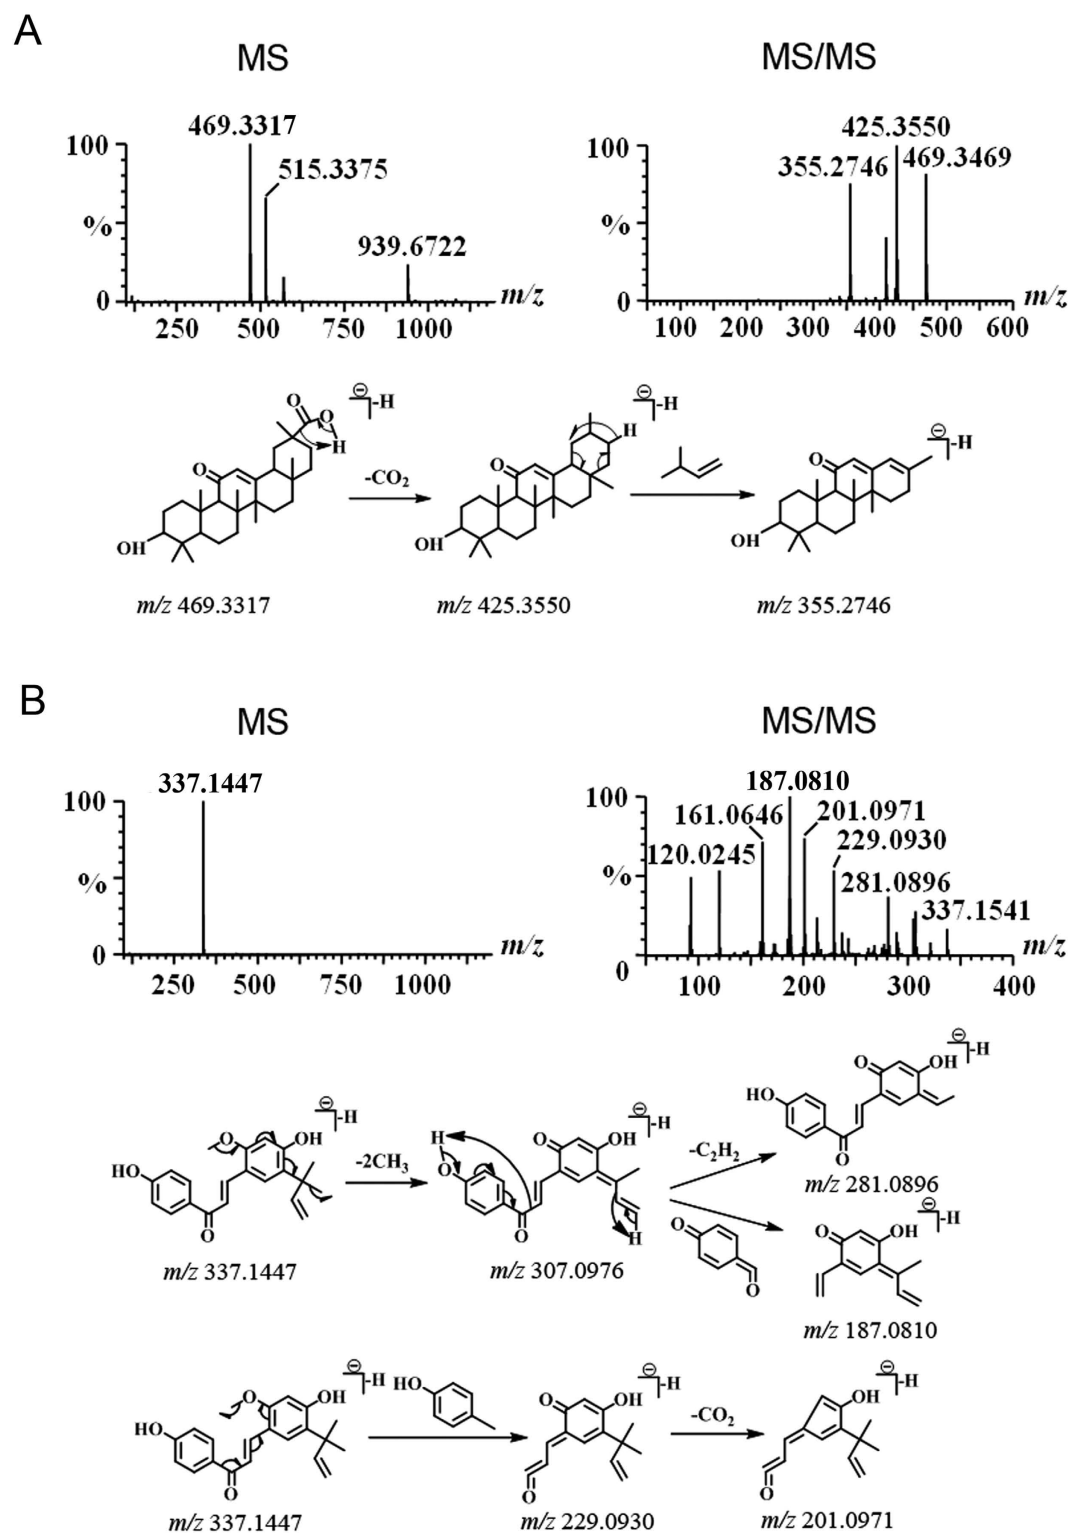 A
MS
MS/MS
469.3317
515.3375
939.6722
100
%
0
250 500 750 1000
m/z
425.3550
355.2746
469.3469
100
%
0
100 200 300 400 500 600
m/z
O
O
H
⊖
-H
O
OH
-CO2
H
⊖
-H
O
OH
⊖
-H
O
OH
m/z 469.3317
m/z 425.3550
m/z 355.2746
B
MS
MS/MS
337.1447
100
%
0
250 500 750 1000
m/z
187.0810
161.0646
201.0971
120.0245
229.0930
281.0896
337.1541
100
%
0
100 200 300 400
m/z
⊖
-H
O
OH
HO
O
m/z 281.0896
⊖
-H
O
OH
HO
O
m/z 337.1447
-2CH3
⊖
-H
H
O
O
OH
O
H
m/z 307.0976
-C2H2
O
O
⊖
-H
O
OH
m/z 187.0810
⊖
-H
O
OH
HO
O
m/z 337.1447
HO
⊖
-H
O
OH
O
m/z 229.0930
-CO2
⊖
-H
OH
O
m/z 201.0971